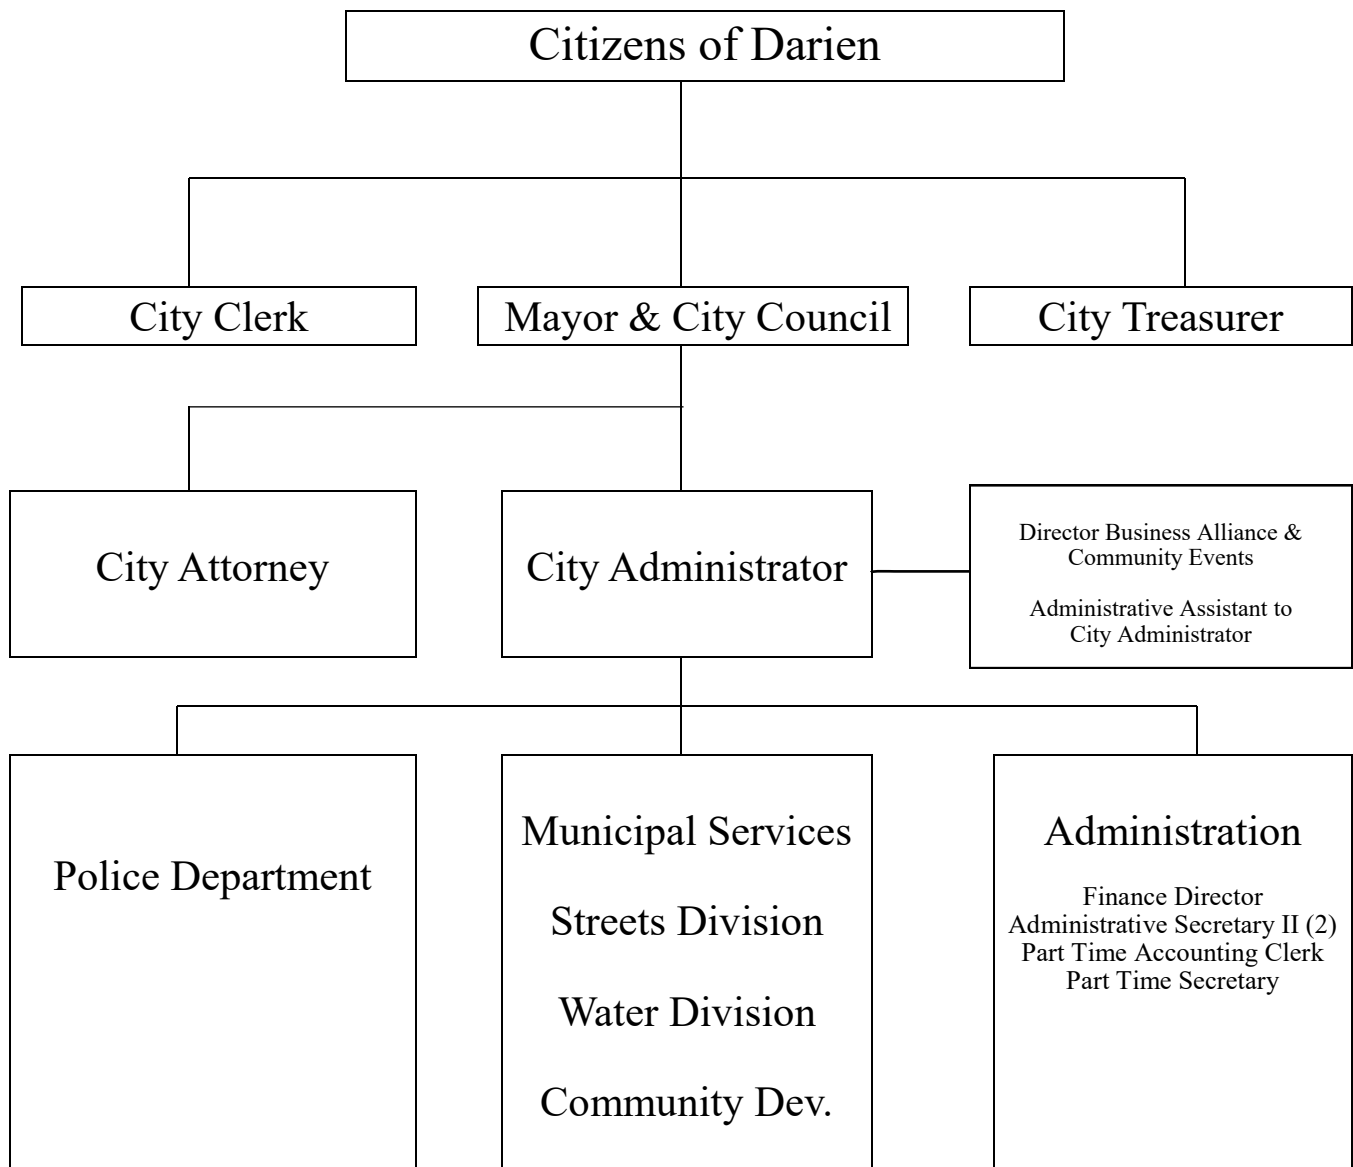 Citizens of Darien
City Clerk
Mayor & City Council
City Treasurer
City Attorney
City Administrator
Director Business Alliance &
Community Events
Administrative Assistant to
City Administrator
Police Department
Municipal Services
Streets Division
Water Division
Community Dev.
Administration
Finance Director
Administrative Secretary II (2)
Part Time Accounting Clerk
Part Time Secretary